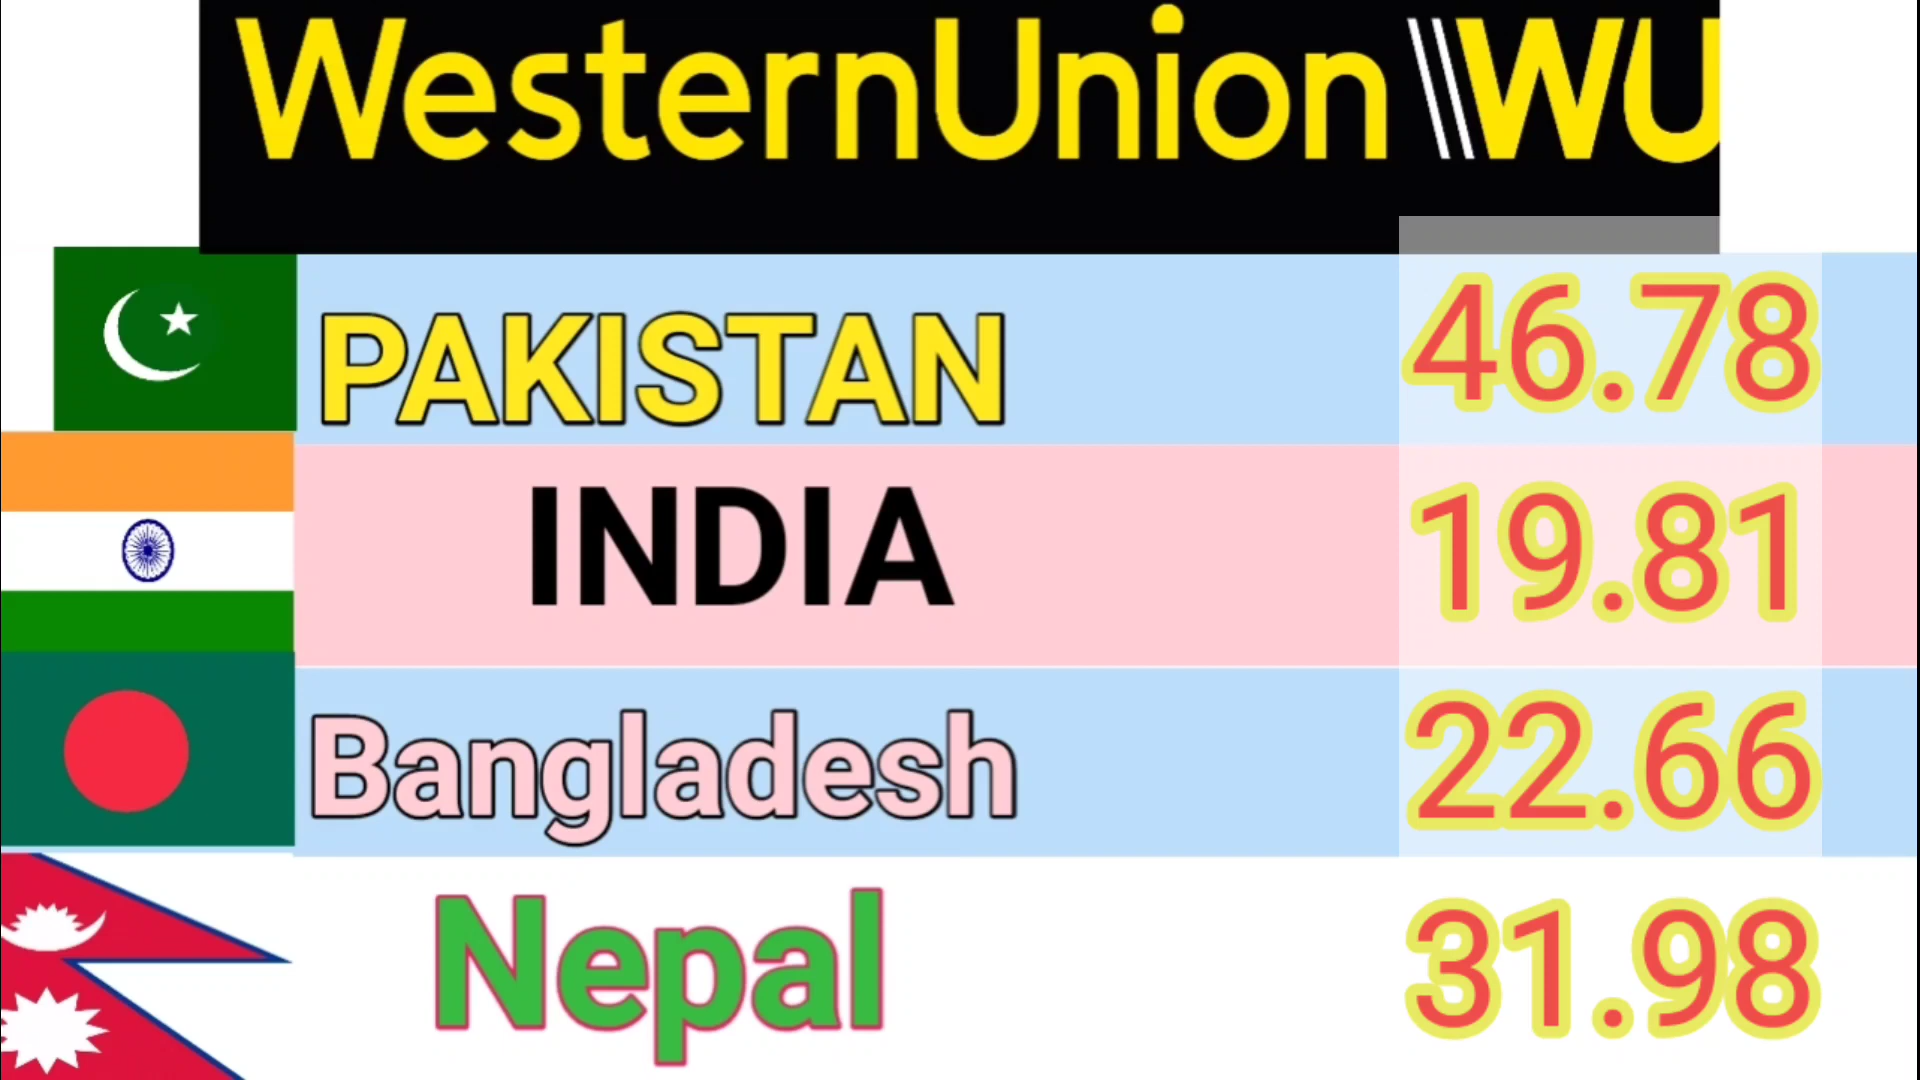 WesternUnion WU
PAKISTAN 46.78
INDIA 19.81
Bangladesh 22.66
Nepal 31.98